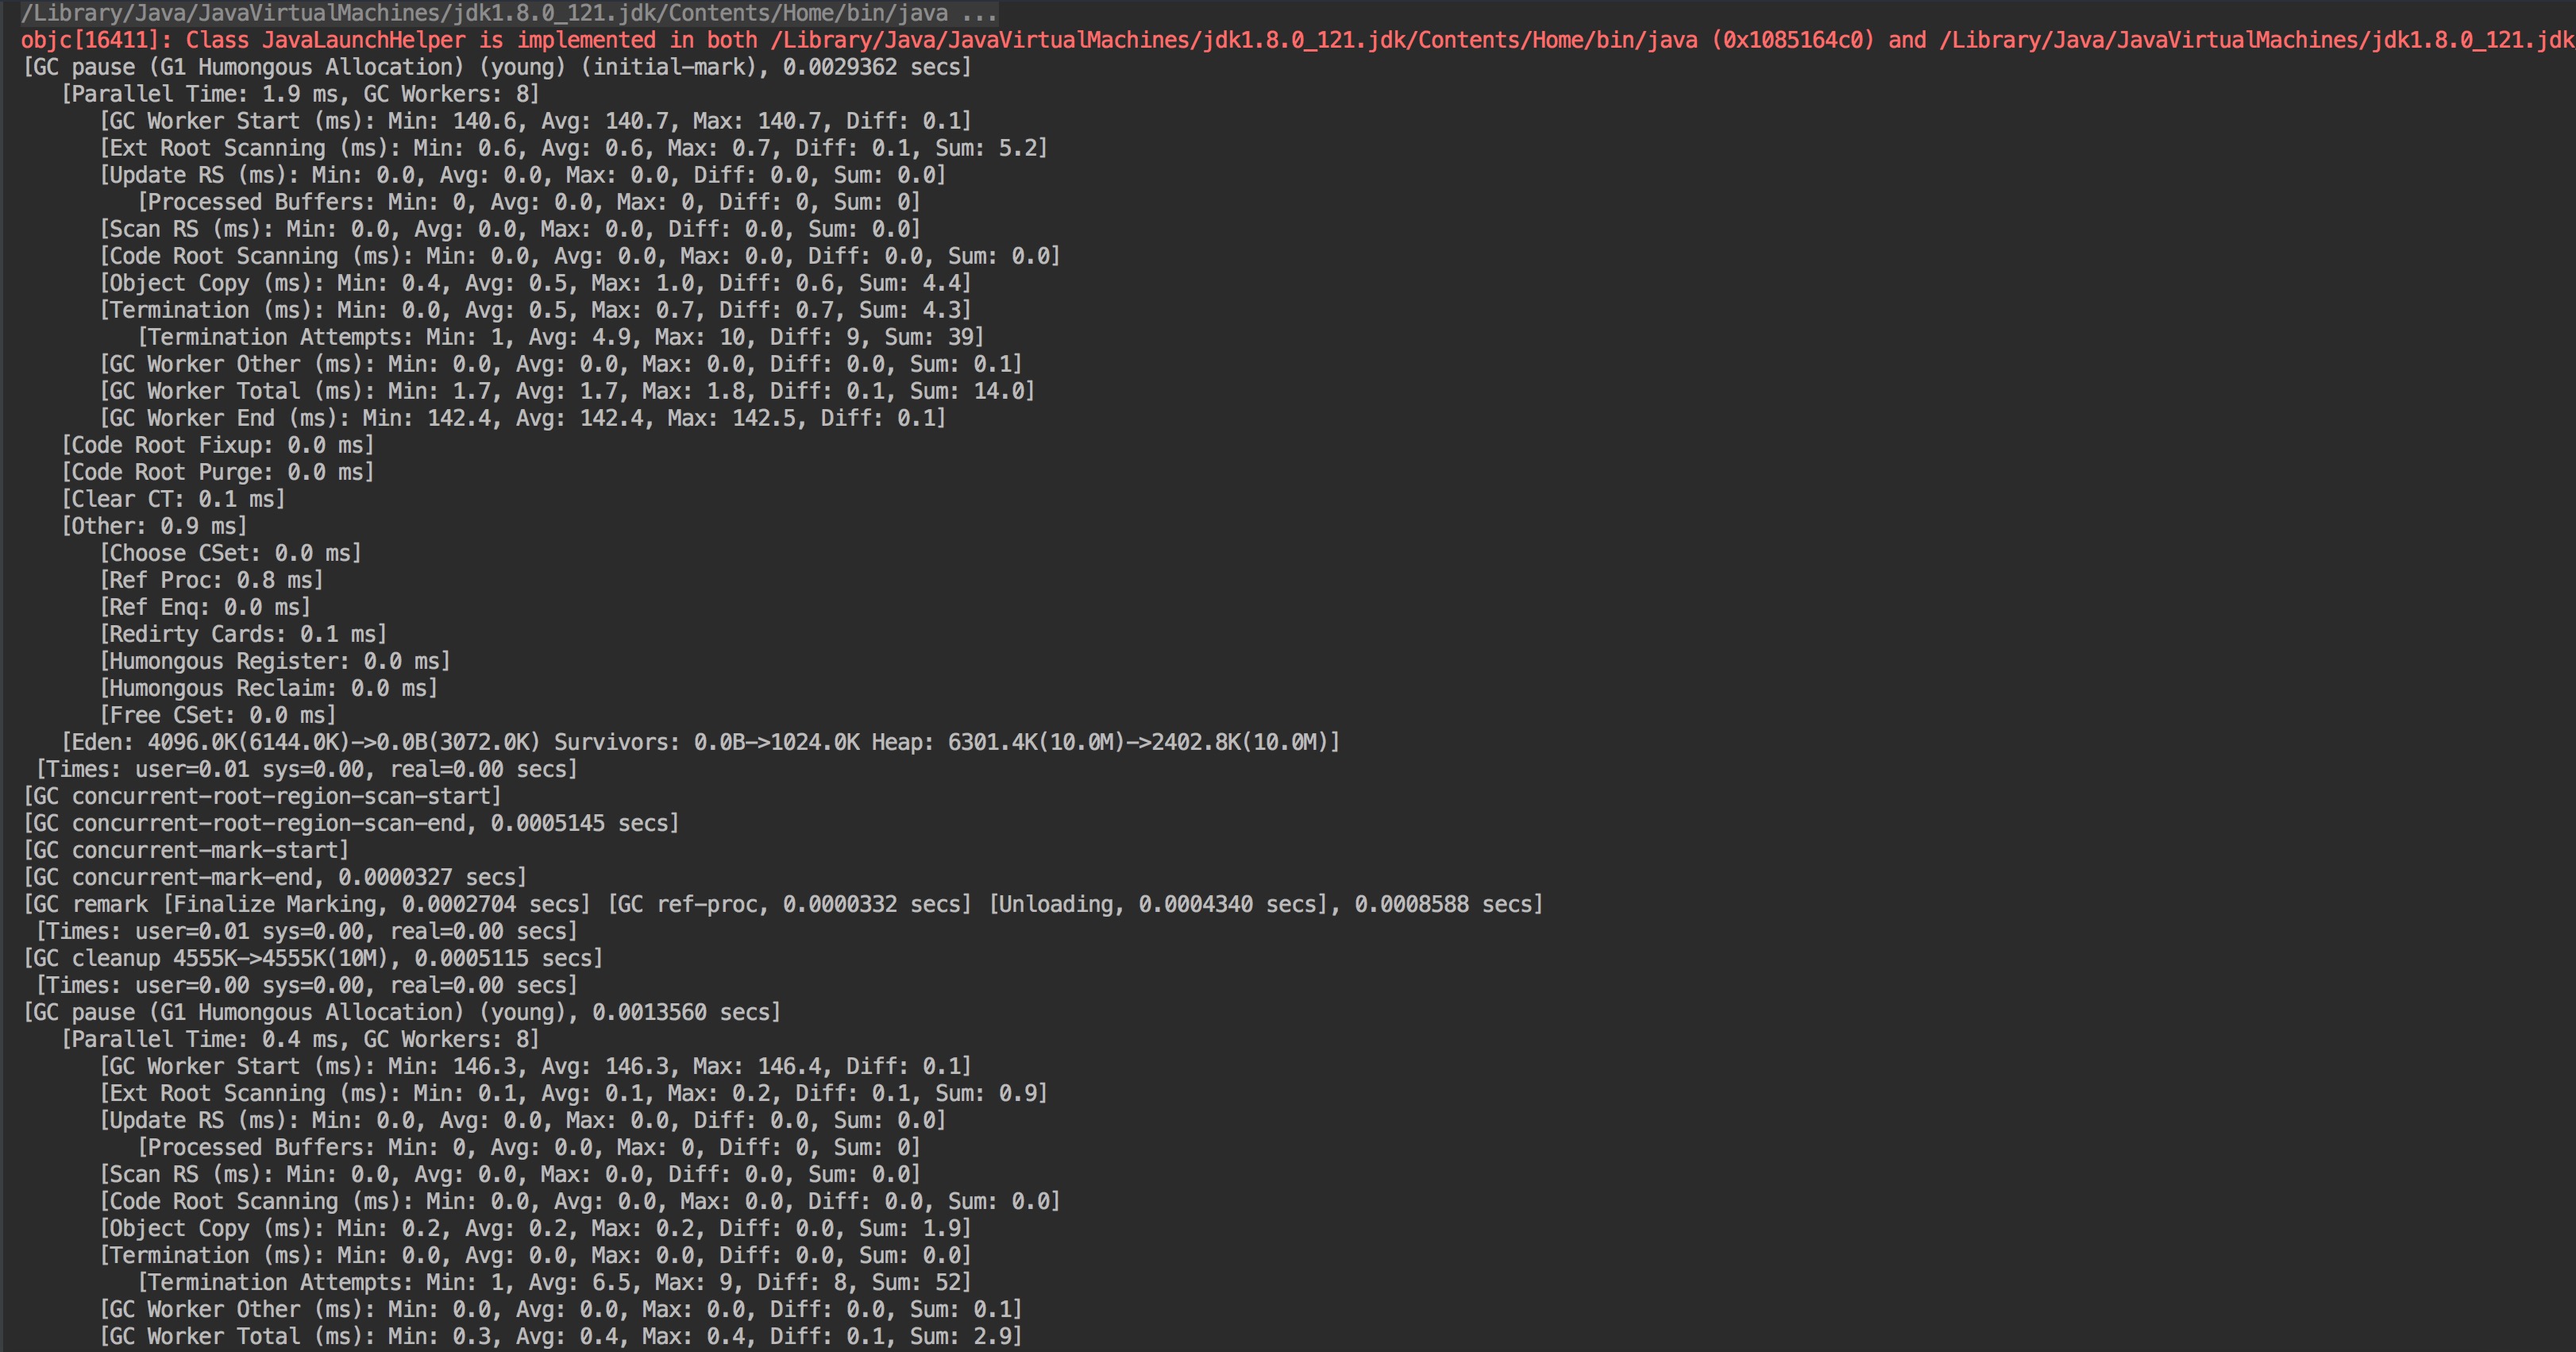 /Library/Java/JavaVirtualMachines/jdk1.8.0_121.jdk/Contents/Home/bin/java ...
objc[16411]: Class JavaLaunchHelper is implemented in both /Library/Java/JavaVirtualMachines/jdk1.8.0_121.jdk/Contents/Home/bin/java (0x1085164c0) and /Library/Java/JavaVirtualMachines/jdk1.8.0_121.jdk
[GC pause (G1 Humongous Allocation) (young) (initial-mark), 0.0029362 secs]
   [Parallel Time: 1.9 ms, GC Workers: 8]
      [GC Worker Start (ms): Min: 140.6, Avg: 140.7, Max: 140.7, Diff: 0.1]
      [Ext Root Scanning (ms): Min: 0.6, Avg: 0.6, Max: 0.7, Diff: 0.1, Sum: 5.2]
      [Update RS (ms): Min: 0.0, Avg: 0.0, Max: 0.0, Diff: 0.0, Sum: 0.0]
         [Processed Buffers: Min: 0, Avg: 0.0, Max: 0, Diff: 0, Sum: 0]
      [Scan RS (ms): Min: 0.0, Avg: 0.0, Max: 0.0, Diff: 0.0, Sum: 0.0]
      [Code Root Scanning (ms): Min: 0.0, Avg: 0.0, Max: 0.0, Diff: 0.0, Sum: 0.0]
      [Object Copy (ms): Min: 0.4, Avg: 0.5, Max: 1.0, Diff: 0.6, Sum: 4.4]
      [Termination (ms): Min: 0.0, Avg: 0.5, Max: 0.7, Diff: 0.7, Sum: 4.3]
         [Termination Attempts: Min: 1, Avg: 4.9, Max: 10, Diff: 9, Sum: 39]
      [GC Worker Other (ms): Min: 0.0, Avg: 0.0, Max: 0.0, Diff: 0.0, Sum: 0.1]
      [GC Worker Total (ms): Min: 1.7, Avg: 1.7, Max: 1.8, Diff: 0.1, Sum: 14.0]
      [GC Worker End (ms): Min: 142.4, Avg: 142.4, Max: 142.5, Diff: 0.1]
   [Code Root Fixup: 0.0 ms]
   [Code Root Purge: 0.0 ms]
   [Clear CT: 0.1 ms]
   [Other: 0.9 ms]
      [Choose CSet: 0.0 ms]
      [Ref Proc: 0.8 ms]
      [Ref Enq: 0.0 ms]
      [Redirty Cards: 0.1 ms]
      [Humongous Register: 0.0 ms]
      [Humongous Reclaim: 0.0 ms]
      [Free CSet: 0.0 ms]
   [Eden: 4096.0K(6144.0K)->0.0B(3072.0K) Survivors: 0.0B->1024.0K Heap: 6301.4K(10.0M)->2402.8K(10.0M)]
 [Times: user=0.01 sys=0.00, real=0.00 secs]
[GC concurrent-root-region-scan-start]
[GC concurrent-root-region-scan-end, 0.0005145 secs]
[GC concurrent-mark-start]
[GC concurrent-mark-end, 0.0000327 secs]
[GC remark [Finalize Marking, 0.0002704 secs] [GC ref-proc, 0.0000332 secs] [Unloading, 0.0004340 secs], 0.0008588 secs]
 [Times: user=0.01 sys=0.00, real=0.00 secs]
[GC cleanup 4555K->4555K(10M), 0.0005115 secs]
 [Times: user=0.00 sys=0.00, real=0.00 secs]
[GC pause (G1 Humongous Allocation) (young), 0.0013560 secs]
   [Parallel Time: 0.4 ms, GC Workers: 8]
      [GC Worker Start (ms): Min: 146.3, Avg: 146.3, Max: 146.4, Diff: 0.1]
      [Ext Root Scanning (ms): Min: 0.1, Avg: 0.1, Max: 0.2, Diff: 0.1, Sum: 0.9]
      [Update RS (ms): Min: 0.0, Avg: 0.0, Max: 0.0, Diff: 0.0, Sum: 0.0]
         [Processed Buffers: Min: 0, Avg: 0.0, Max: 0, Diff: 0, Sum: 0]
      [Scan RS (ms): Min: 0.0, Avg: 0.0, Max: 0.0, Diff: 0.0, Sum: 0.0]
      [Code Root Scanning (ms): Min: 0.0, Avg: 0.0, Max: 0.0, Diff: 0.0, Sum: 0.0]
      [Object Copy (ms): Min: 0.2, Avg: 0.2, Max: 0.2, Diff: 0.0, Sum: 1.9]
      [Termination (ms): Min: 0.0, Avg: 0.0, Max: 0.0, Diff: 0.0, Sum: 0.0]
         [Termination Attempts: Min: 1, Avg: 6.5, Max: 9, Diff: 8, Sum: 52]
      [GC Worker Other (ms): Min: 0.0, Avg: 0.0, Max: 0.0, Diff: 0.0, Sum: 0.1]
      [GC Worker Total (ms): Min: 0.3, Avg: 0.4, Max: 0.4, Diff: 0.1, Sum: 2.9]